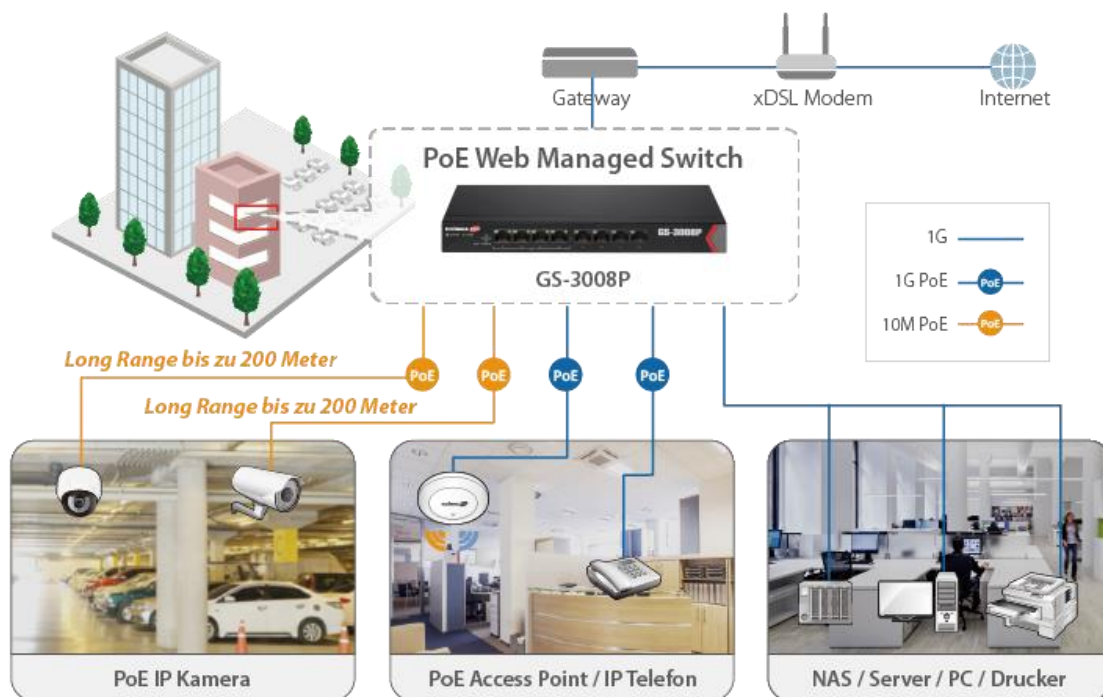 Gateway
xDSL Modem
Internet
PoE Web Managed Switch
GS-3008P
GS-3008P
1G
1G PoE
PoE
10M PoE
PoE
Long Range bis zu 200 Meter
PoE
PoE
PoE
PoE
Long Range bis zu 200 Meter
PoE IP Kamera
PoE Access Point / IP Telefon
NAS / Server / PC / Drucker